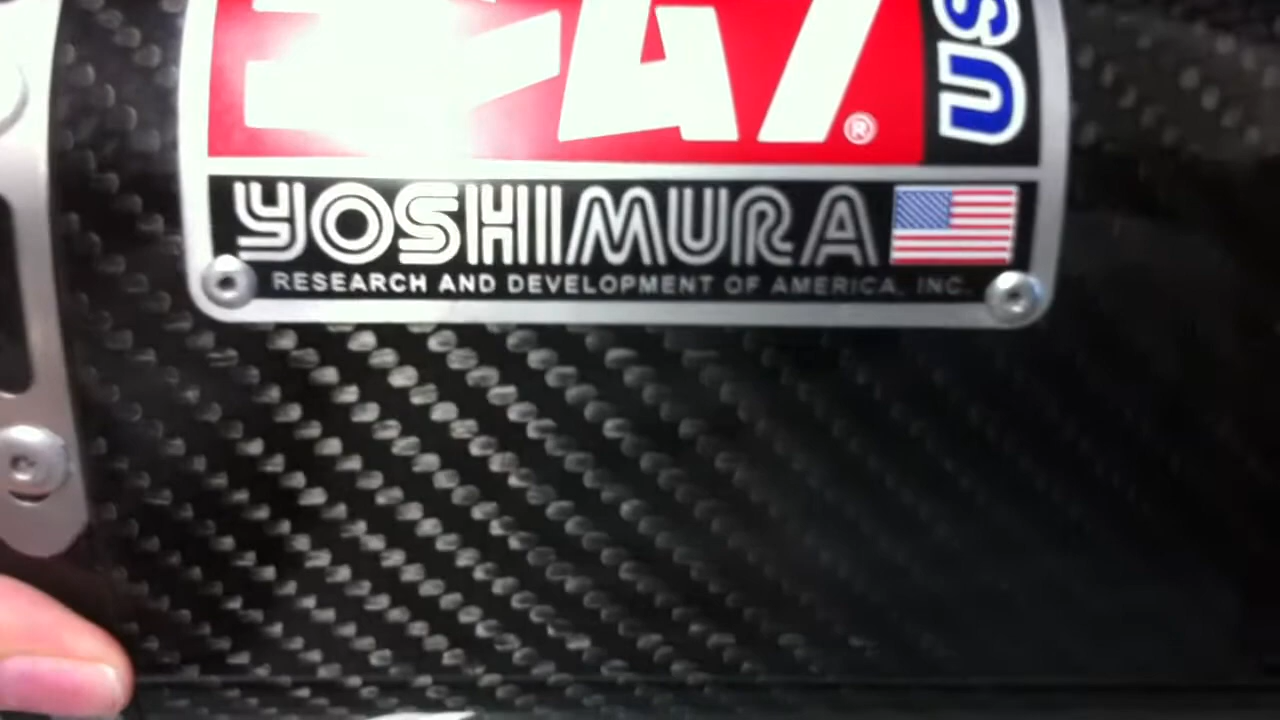 US
®
YOSHIMURA
RESEARCH AND DEVELOPMENT OF AMERICA, INC.